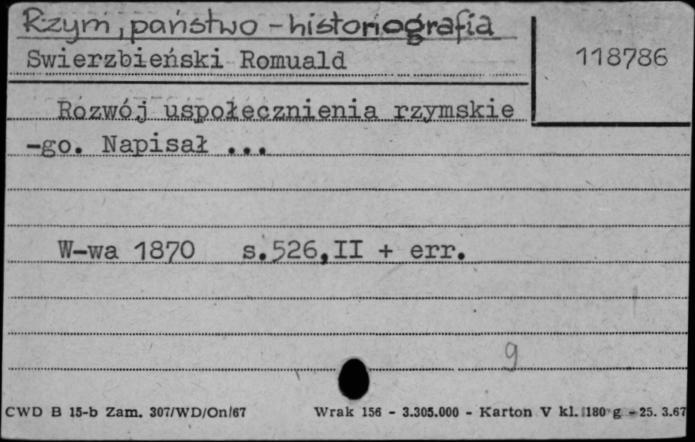 Rzym, państwo - historiografia
Swierzbieński Romuald
118786
Rozwój uspołecznienia rzymskie
-go. Napisał ...
W-wa 1870 s.526,II + err.
9
CWD B 15-b Zam. 307/WD/On/67 Wrak 156 - 3.305.000 - Karton V kl. 180 g - 25. 3.67